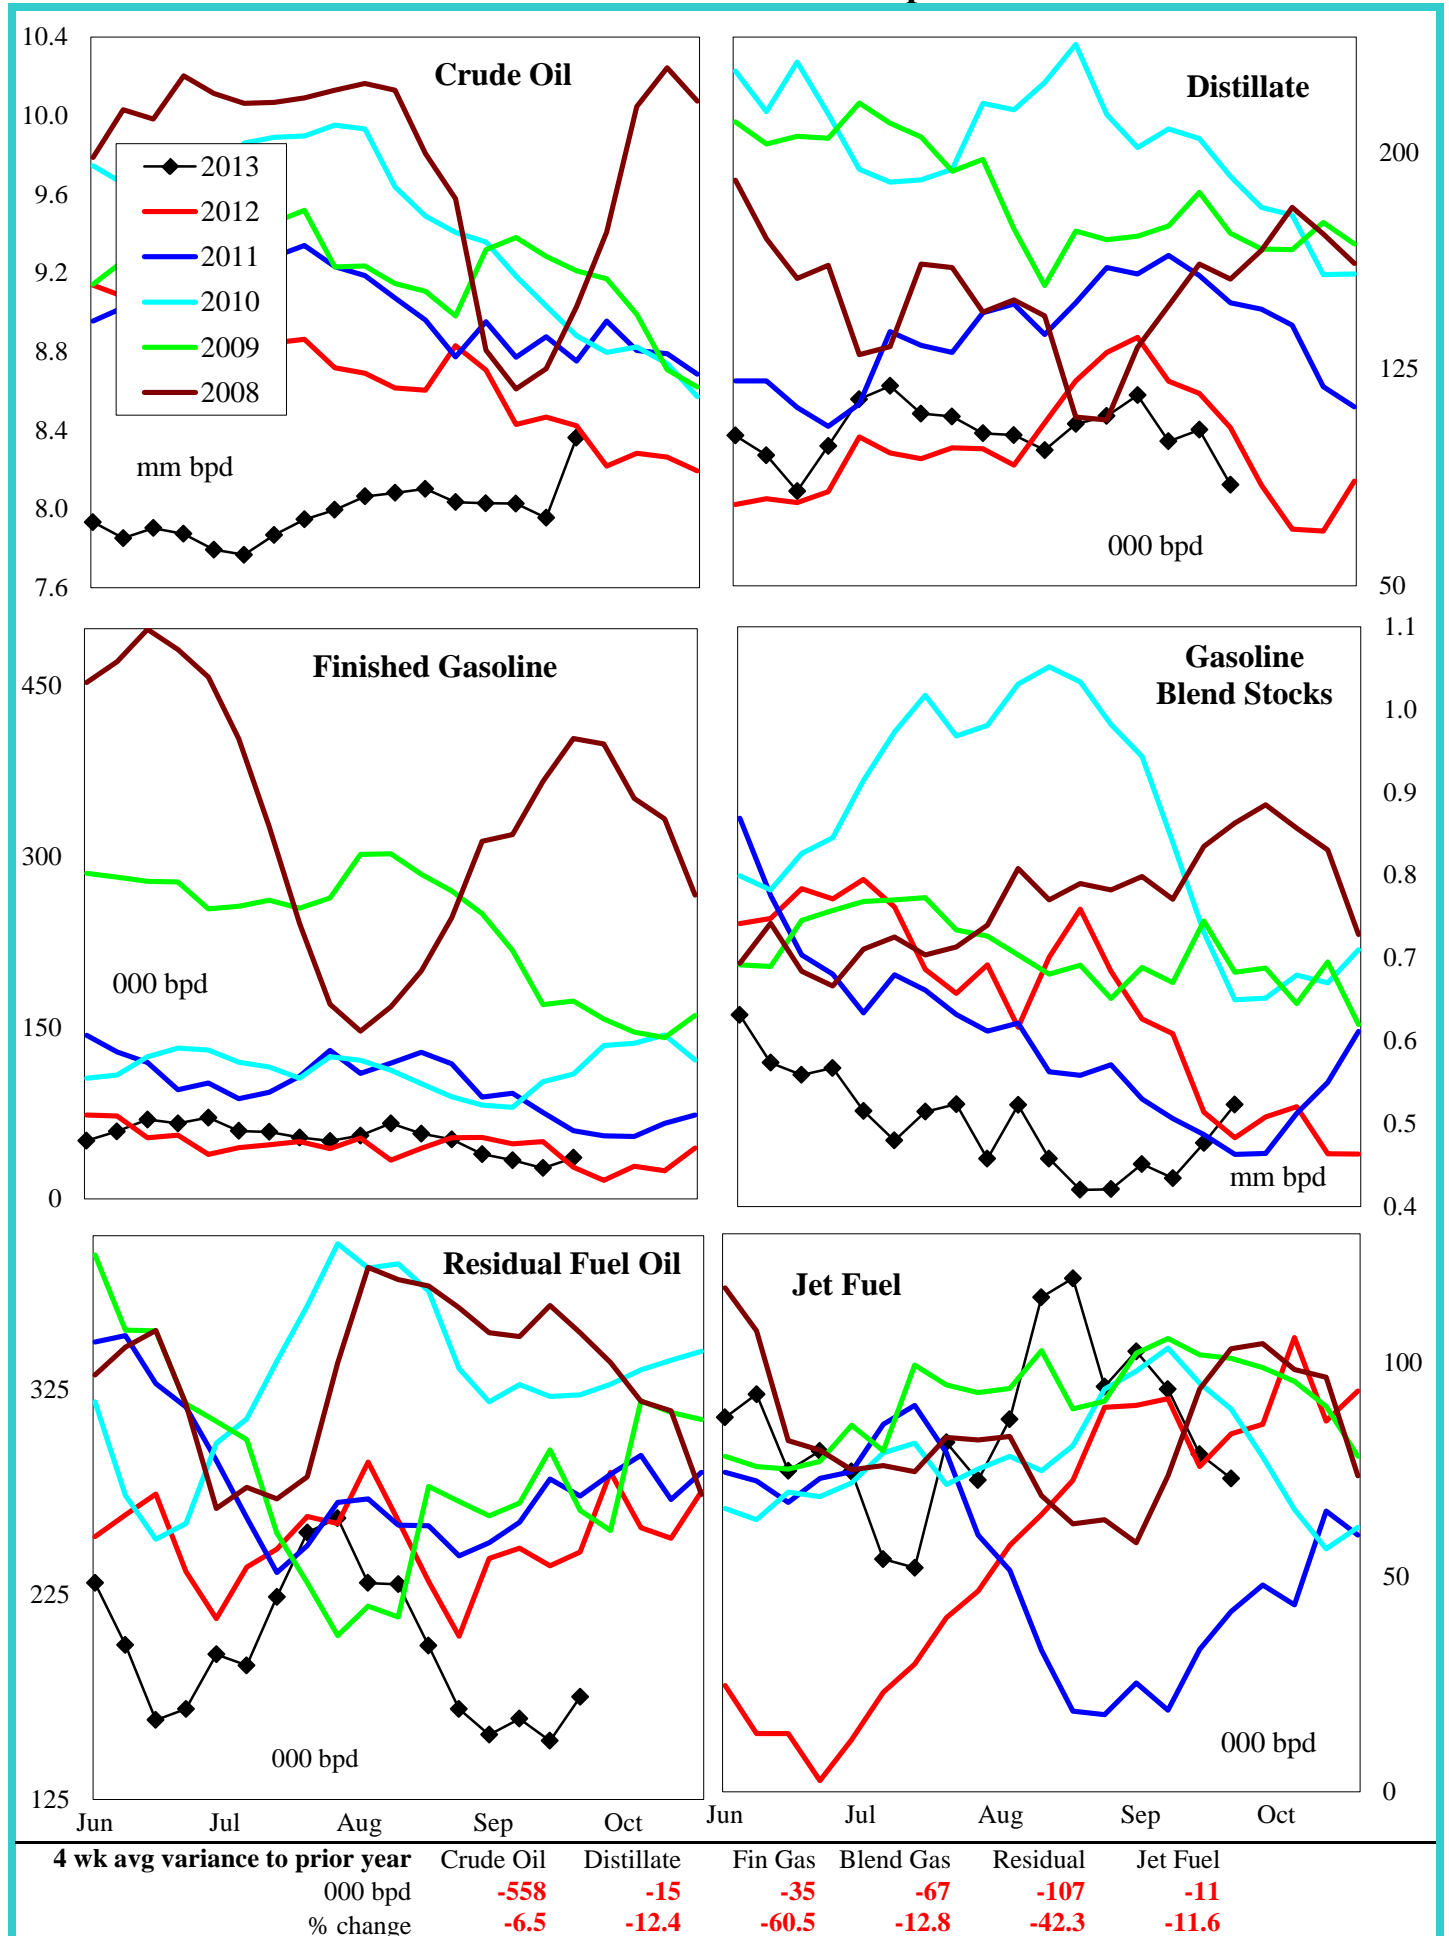 10.4
10.0
9.6
9.2
8.8
8.4
8.0
7.6
Crude Oil
2013
2012
2011
2010
2009
2008
mm bpd
Distillate
200
125
50
000 bpd
450
300
150
0
Finished Gasoline
000 bpd
Gasoline
Blend Stocks
1.1
1.0
0.9
0.8
0.7
0.6
0.5
0.4
mm bpd
325
225
125
Residual Fuel Oil
000 bpd
Jun Jul Aug Sep Oct
Jet Fuel
100
50
0
000 bpd
Jun Jul Aug Sep Oct
4 wk avg variance to prior year Crude Oil Distillate Fin Gas Blend Gas Residual Jet Fuel
000 bpd -558 -15 -35 -67 -107 -11
% change -6.5 -12.4 -60.5 -12.8 -42.3 -11.6